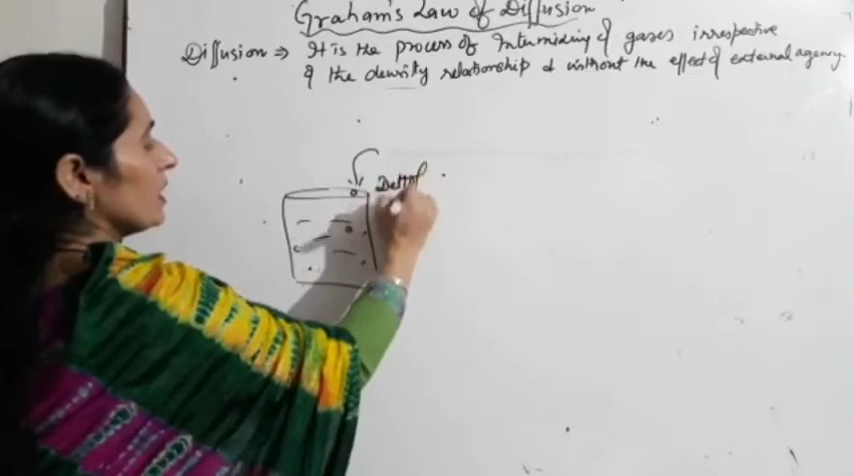 Graham's Law of Diffusion
Diffusion ⇒ It is the process of Intermixing of gases irrespective
of the density relationship & without the effect of external agency
Dettol